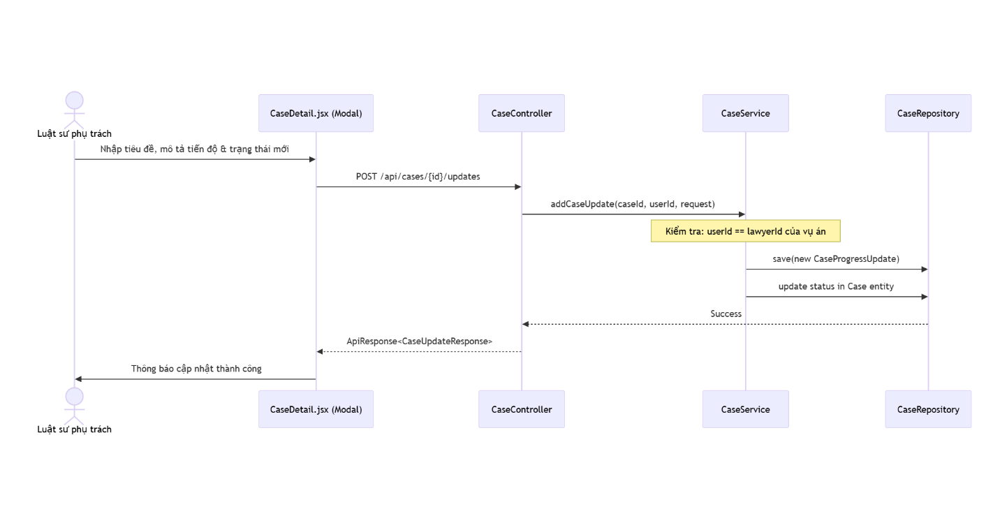 Luật sư phụ trách
CaseDetail.jsx (Modal)
CaseController
CaseService
CaseRepository
Nhập tiêu đề, mô tả tiến độ & trạng thái mới
POST /api/cases/{id}/updates
addCaseUpdate(caseId, userId, request)
Kiểm tra: userId == lawyerId của vụ án
save(new CaseProgressUpdate)
update status in Case entity
Success
ApiResponse<CaseUpdateResponse>
Thông báo cập nhật thành công
Luật sư phụ trách
CaseDetail.jsx (Modal)
CaseController
CaseService
CaseRepository